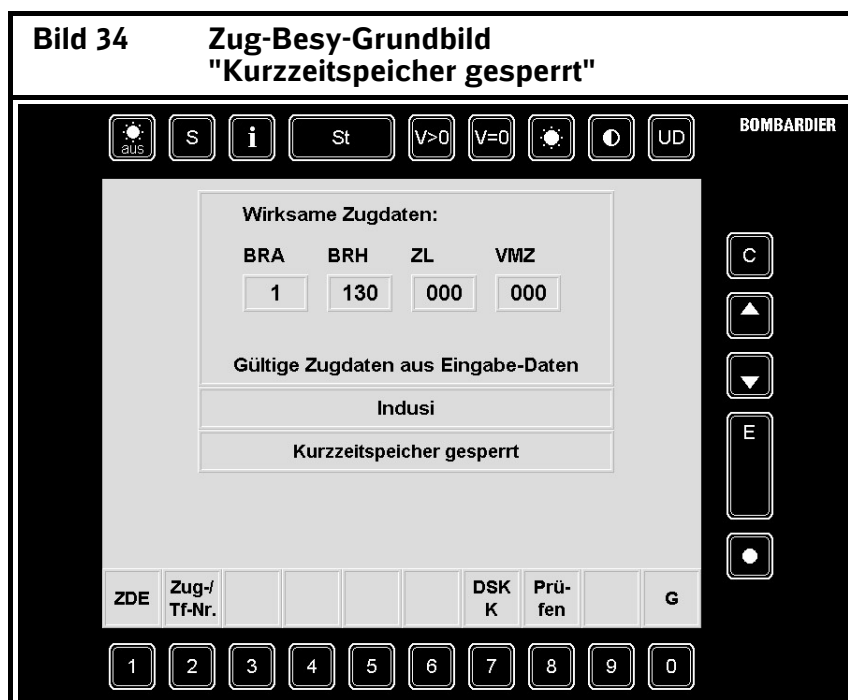 Bild 34 Zug-Besy-Grundbild
"Kurzzeitspeicher gesperrt"
BOMBARDIER
aus S i St V>0 V=0 UD
Wirksame Zugdaten:
BRA BRH ZL VMZ
1 130 000 000
Gültige Zugdaten aus Eingabe-Daten
Indusi
Kurzzeitspeicher gesperrt
C
E
ZDE Zug-/ DSK Prü- G
Tf-Nr. K fen
1 2 3 4 5 6 7 8 9 0